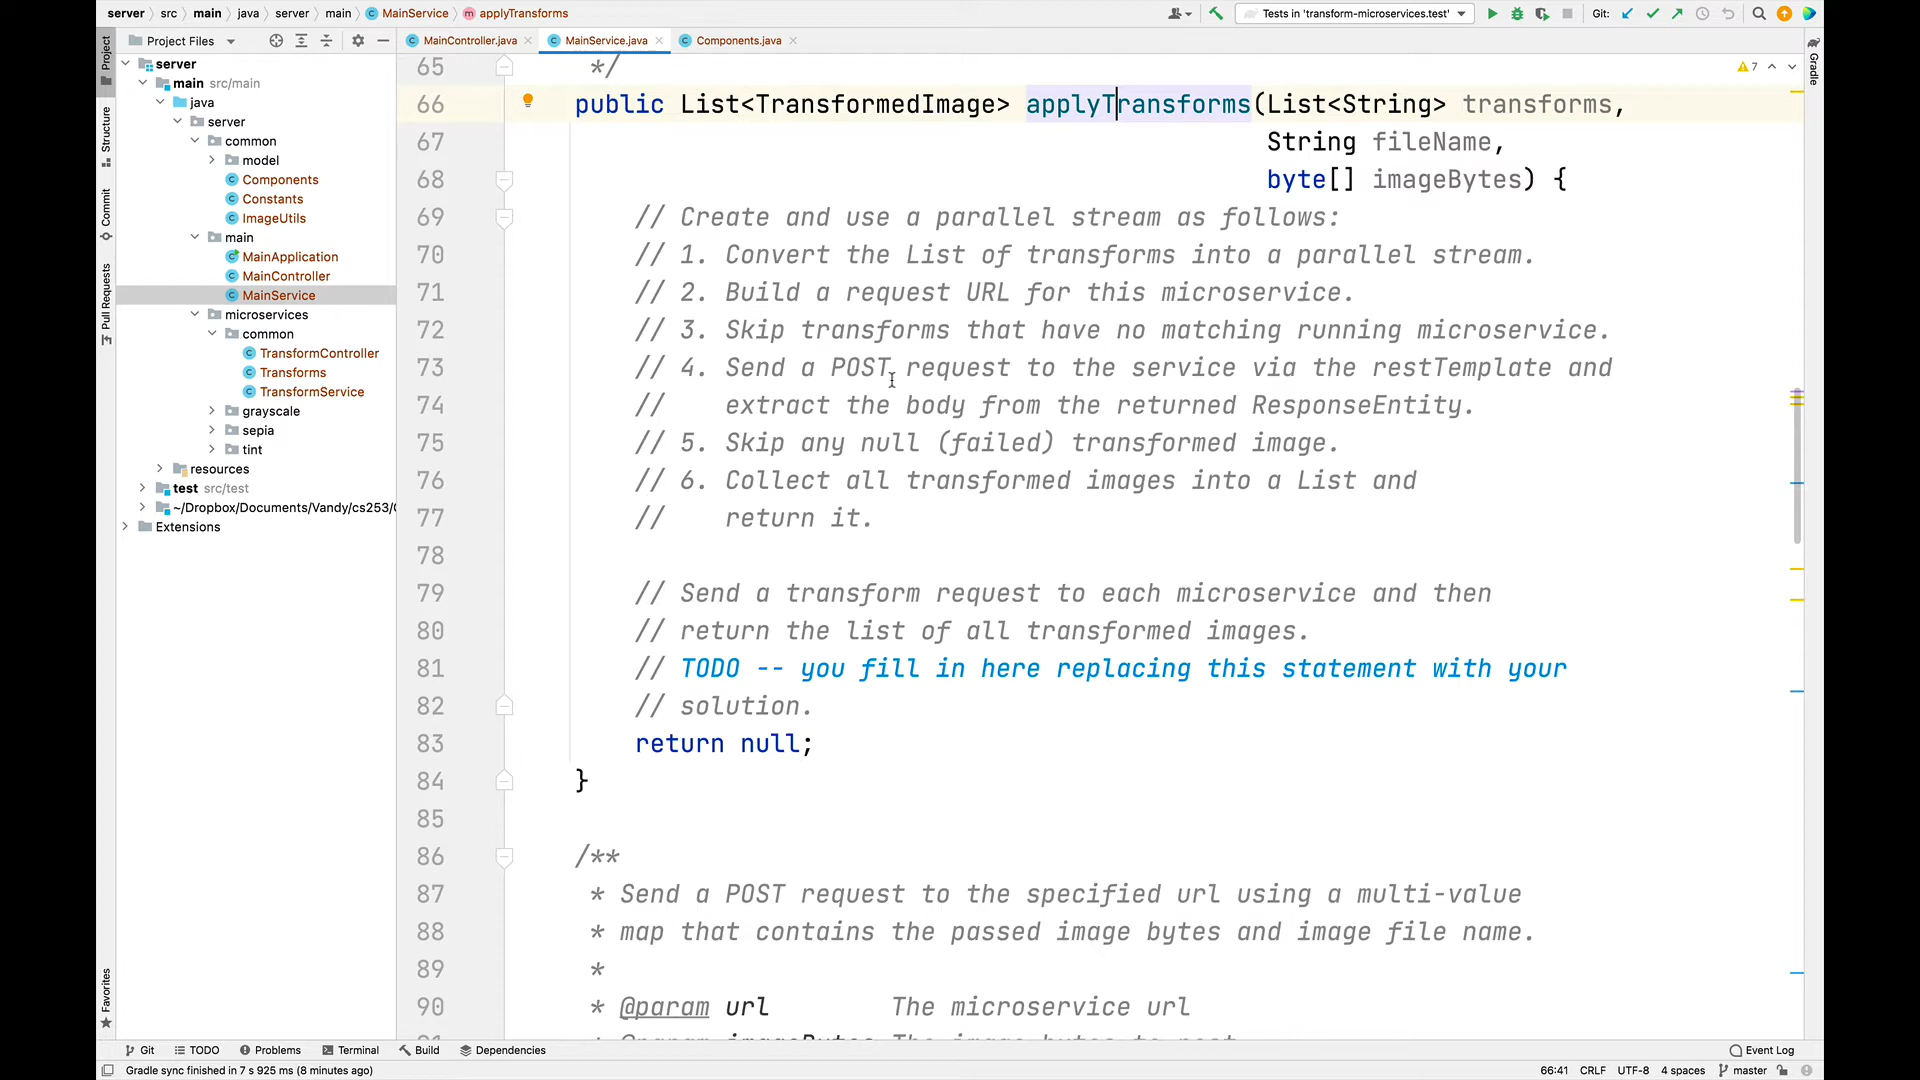 server src main java server main MainService applyTransforms
Tests in 'transform-microservices.test'
Git:
Project Files
MainController.java
MainService.java
Components.java
Project
Structure
Commit
Pull Requests
Favorites
Gradle
server
main src/main
java
server
common
model
Components
Constants
ImageUtils
main
MainApplication
MainController
MainService
microservices
common
TransformController
Transforms
TransformService
grayscale
sepia
tint
resources
test src/test
~/Dropbox/Documents/Vandy/cs253/
Extensions
7
65 */
66 public List<TransformedImage> applyTransforms(List<String> transforms,
67 String fileName,
68 byte[] imageBytes) {
69 // Create and use a parallel stream as follows:
70 // 1. Convert the List of transforms into a parallel stream.
71 // 2. Build a request URL for this microservice.
72 // 3. Skip transforms that have no matching running microservice.
73 // 4. Send a POST request to the service via the restTemplate and
74 // extract the body from the returned ResponseEntity.
75 // 5. Skip any null (failed) transformed image.
76 // 6. Collect all transformed images into a List and
77 // return it.
78
79 // Send a transform request to each microservice and then
80 // return the list of all transformed images.
81 // TODO -- you fill in here replacing this statement with your
82 // solution.
83 return null;
84 }
85
86 /**
87 * Send a POST request to the specified url using a multi-value
88 * map that contains the passed image bytes and image file name.
89 *
90 * @param url The microservice url
Git TODO Problems Terminal Build Dependencies Event Log
Gradle sync finished in 7 s 925 ms (8 minutes ago) 66:41 CRLF UTF-8 4 spaces master